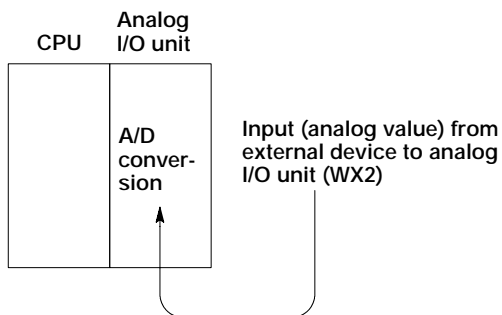 CPU
Analog
I/O unit
A/D
conver-
sion
Input (analog value) from
external device to analog
I/O unit (WX2)